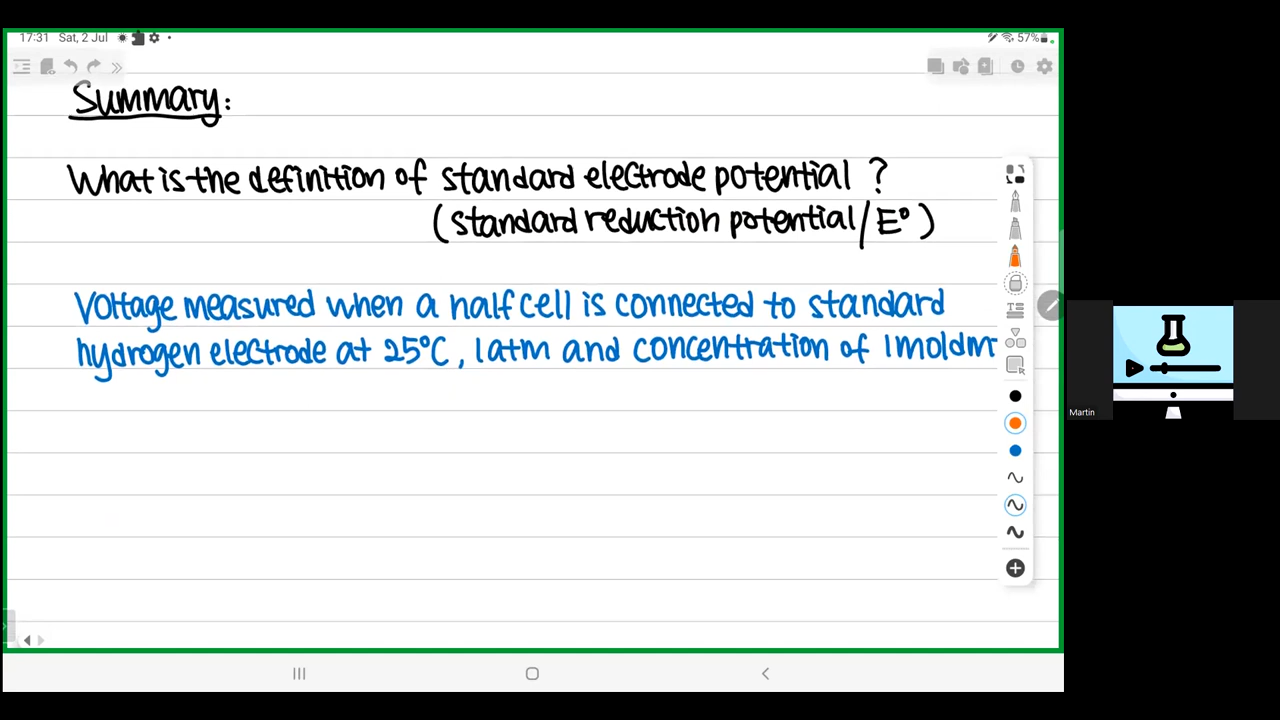 17:31 Sat, 2 Jul
57%
Summary:
What is the definition of standard electrode potential ?
(standard reduction potential/E°)
Voltage measured when a half cell is connected to standard
hydrogen electrode at 25°C, 1atm and concentration of 1moldm
Martin